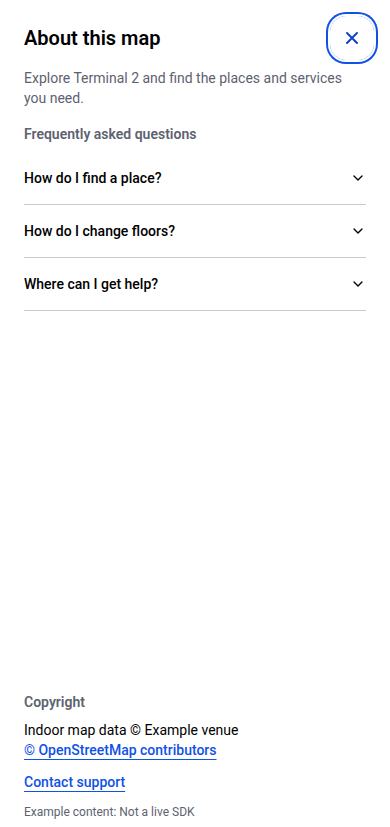 About this map
Explore Terminal 2 and find the places and services
you need.
Frequently asked questions
How do I find a place?
How do I change floors?
Where can I get help?
Copyright
Indoor map data © Example venue
© OpenStreetMap contributors
Contact support
Example content: Not a live SDK